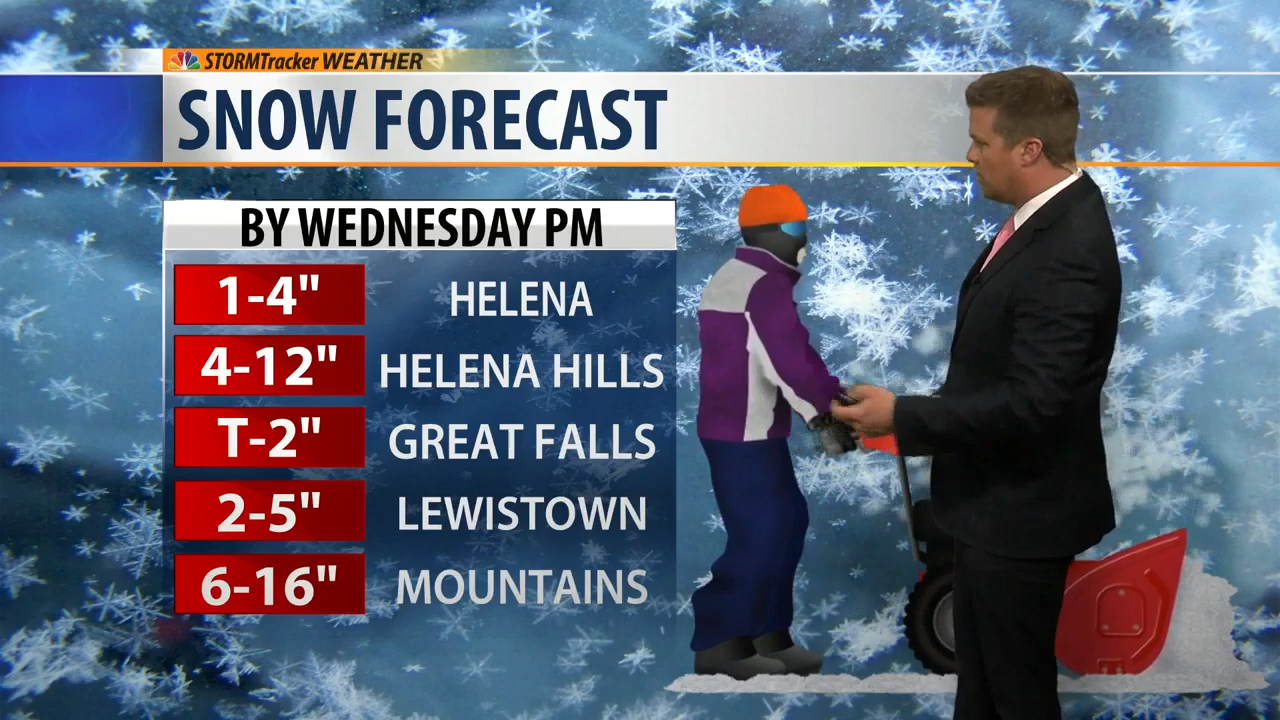 STORMTracker WEATHER
SNOW FORECAST
BY WEDNESDAY PM
1-4" HELENA
4-12" HELENA HILLS
T-2" GREAT FALLS
2-5" LEWISTOWN
6-16" MOUNTAINS